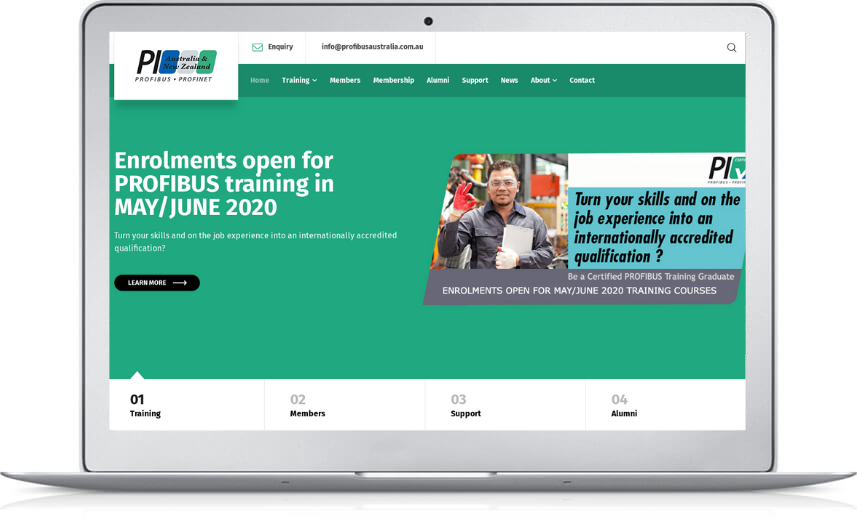 PI Australia &
New Zealand
PROFIBUS • PROFINET
Enquiry
info@profibusaustralia.com.au
Home Training Members Membership Alumni Support News About Contact
Enrolments open for
PROFIBUS training in
MAY/JUNE 2020
Turn your skills and on the job experience into an internationally accredited
qualification?
LEARN MORE
PI
Turn your skills and on the
job experience into an
internationally accredited
qualification ?
Be a Certified PROFIBUS Training Graduate
ENROLMENTS OPEN FOR MAY/JUNE 2020 TRAINING COURSES
01
Training
02
Members
03
Support
04
Alumni